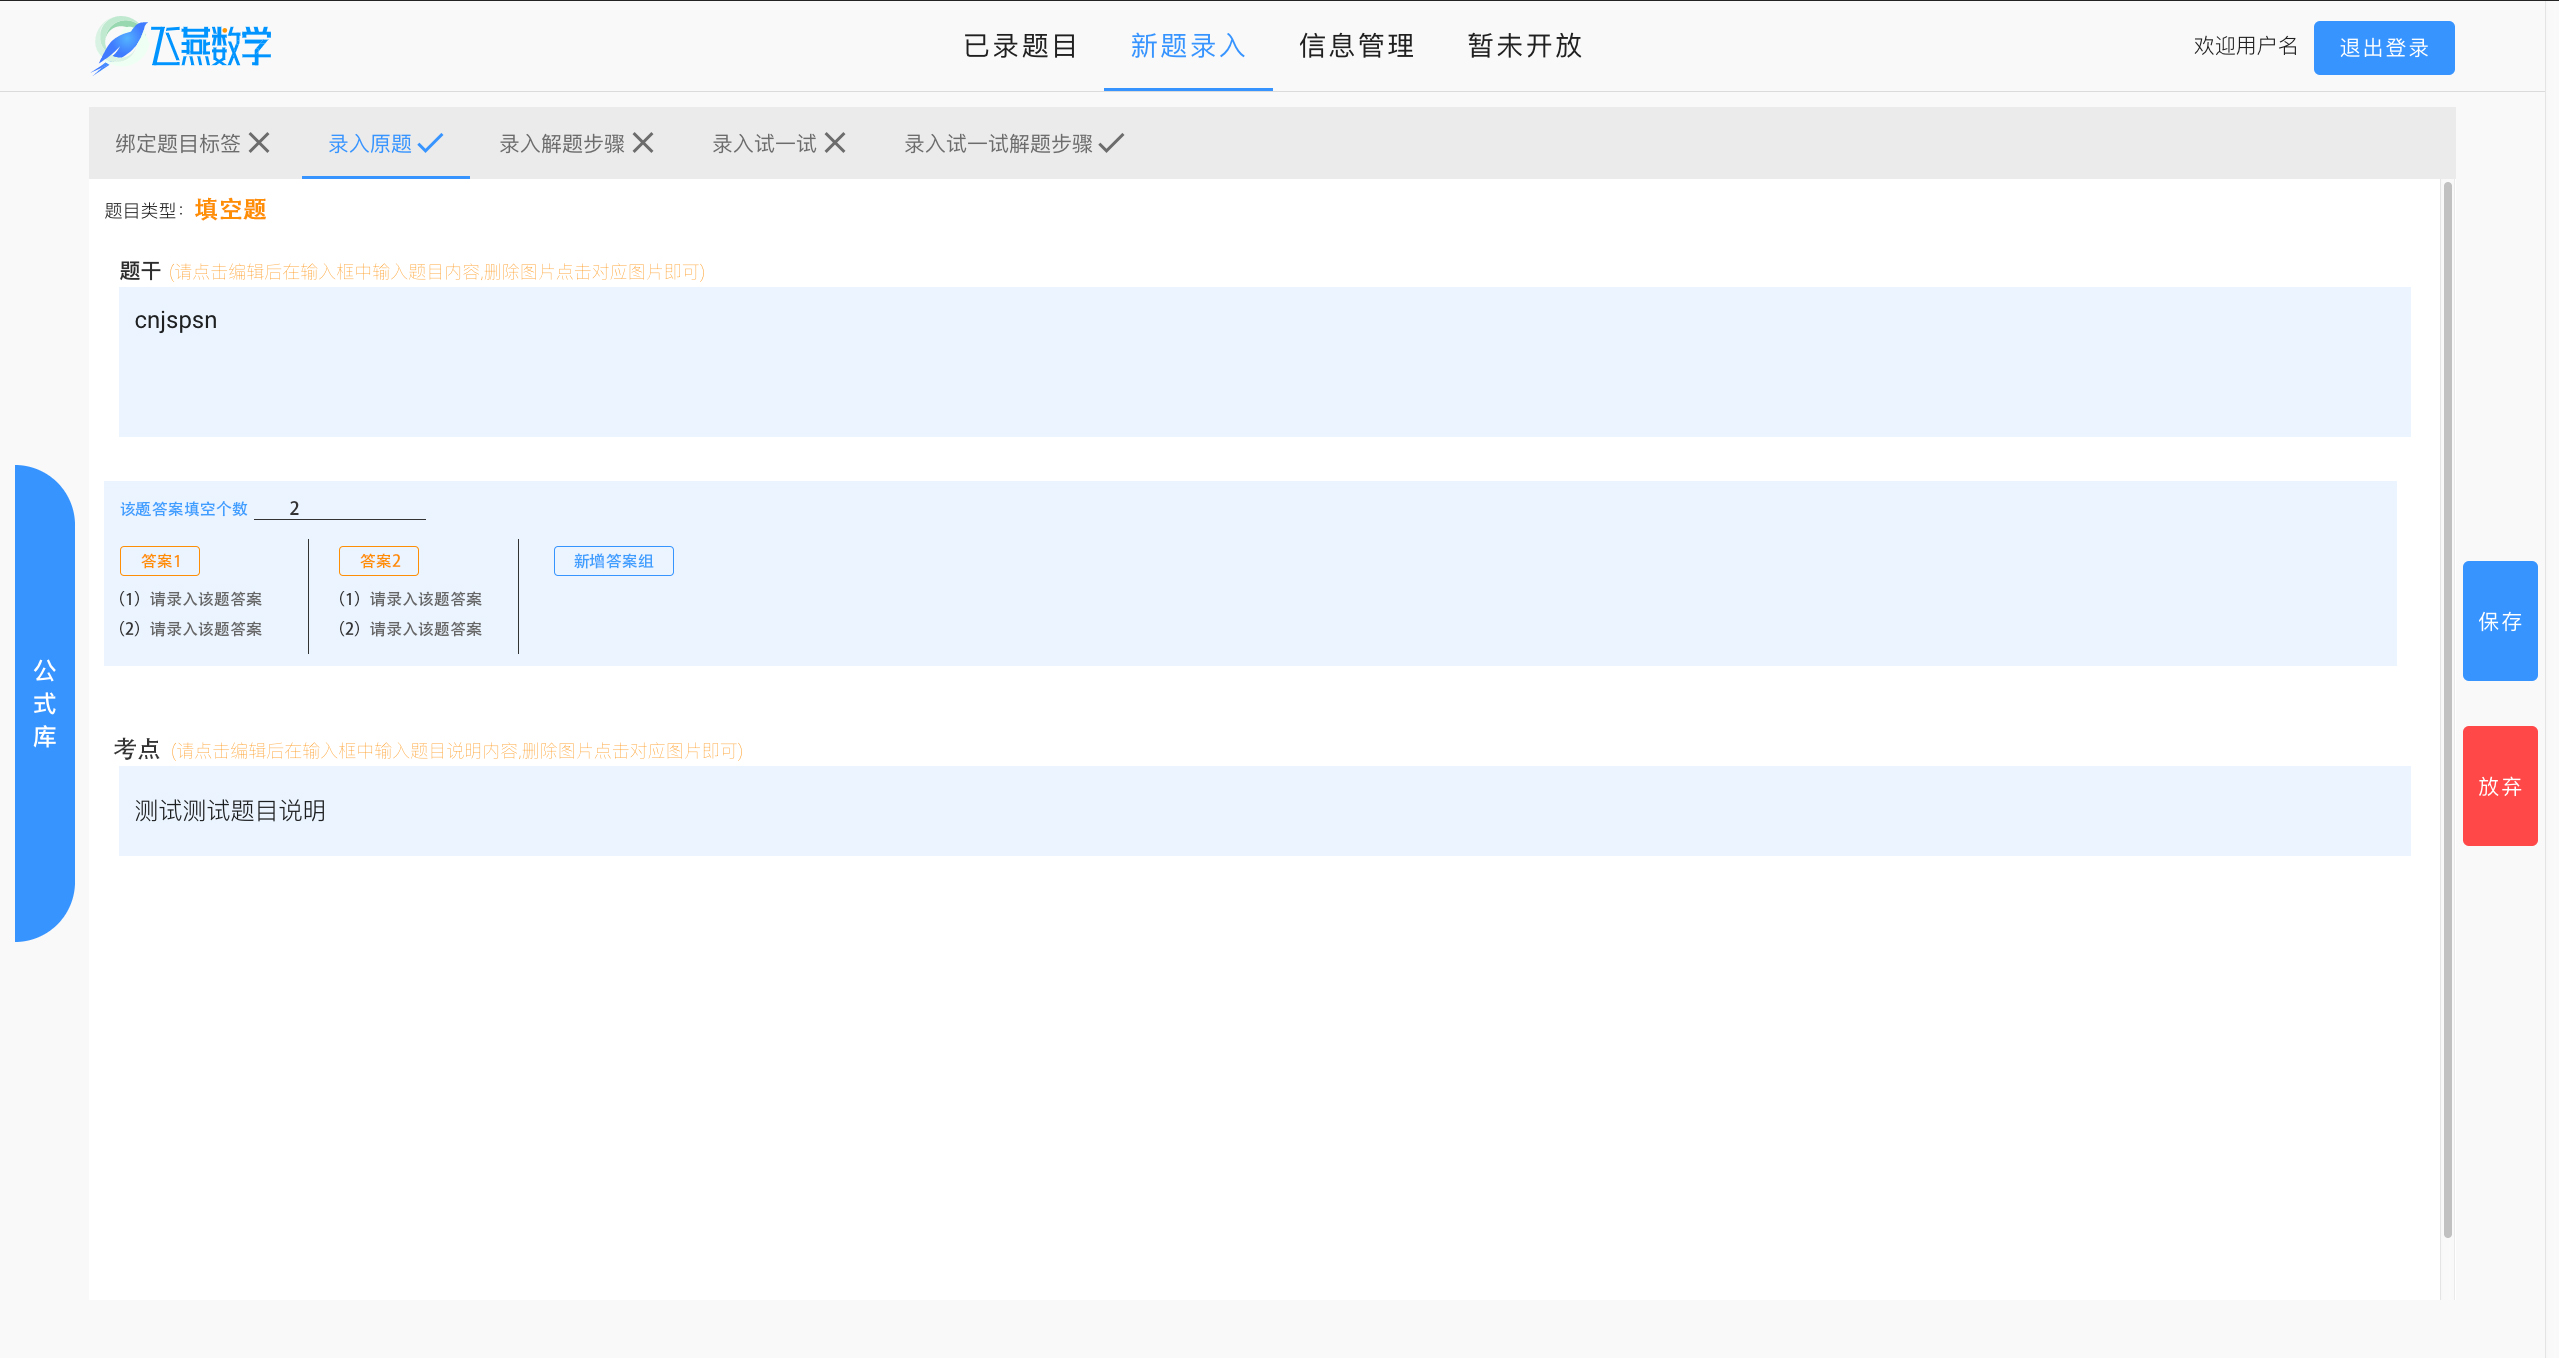 飞燕数学
已录题目 新题录入 信息管理 暂未开放
欢迎用户名 退出登录
绑定题目标签 录入原题 录入解题步骤 录入试一试 录入试一试解题步骤
题目类型：填空题
题干 (请点击编辑后在输入框中输入题目内容,删除图片点击对应图片即可)
cnjspsn
该题答案填空个数 2
答案1 答案2 新增答案组
(1) 请录入该题答案 (1) 请录入该题答案
(2) 请录入该题答案 (2) 请录入该题答案
公式库
保存
放弃
考点 (请点击编辑后在输入框中输入题目说明内容,删除图片点击对应图片即可)
测试测试题目说明